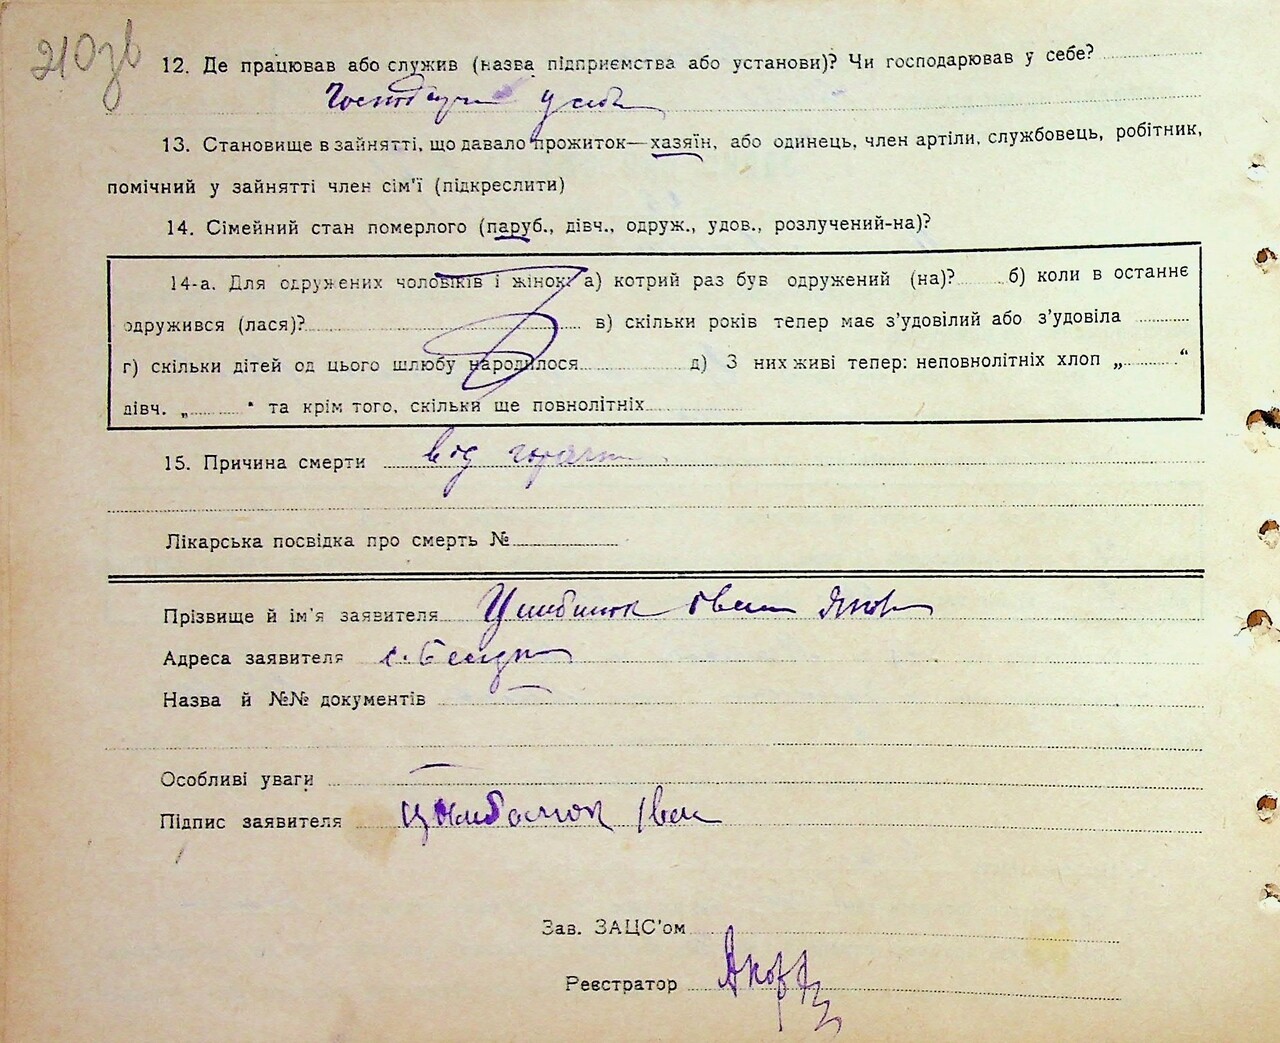 210зв
12. Де працював або служив (назва підприємства або установи)? Чи господарював у себе?
у себе
13. Становище в зайнятті, що давало прожиток—хазяїн, або одинець, член артіли, службовець, робітник,
помічний у зайнятті член сім'ї (підкреслити)
14. Сімейний стан померлого (паруб., дівч., одруж., удов., розлучений-на)?
14-а. Для одружених чоловіків і жінок: а) котрий раз був одружений (на)? б) коли в останнє
одружився (лася)? в) скільки років тепер має з'удовілий або з'удовіла
г) скільки дітей од цього шлюбу народилося д) З них живі тепер: неповнолітніх хлоп „ “
дівч. „ “ та крім того, скільки ще повнолітніх
15. Причина смерти від
Лікарська посвідка про смерть №
Прізвище й ім'я заявителя Іван
Адреса заявителя с.
Назва й №№ документів —
Особливі уваги —
Підпис заявителя Іван
Зав. ЗАЦС'ом
Реєстратор